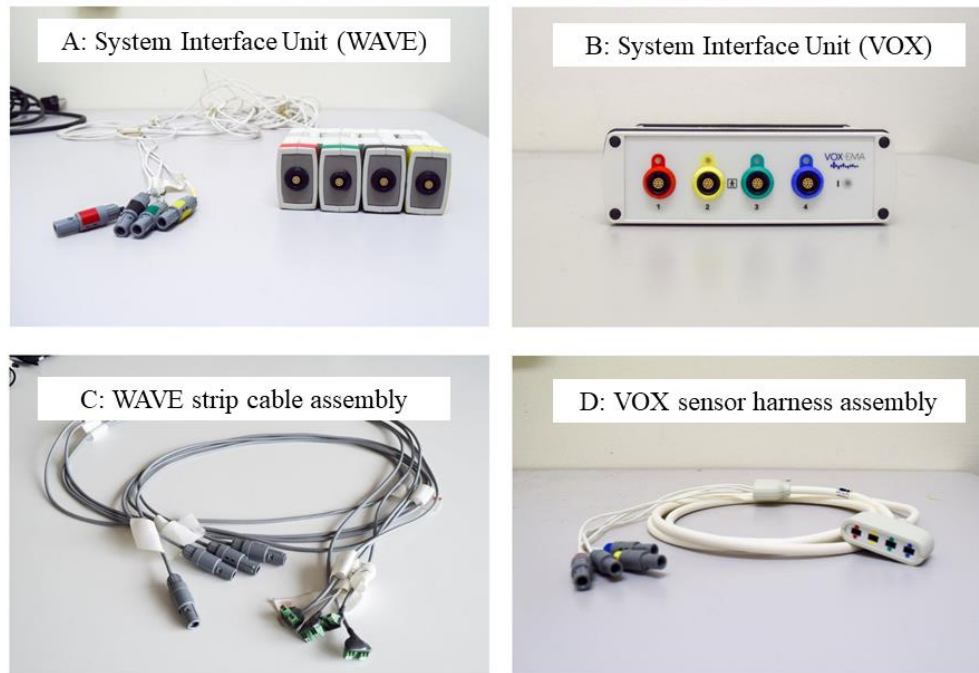 A: System Interface Unit (WAVE)
B: System Interface Unit (VOX)
VOX-EMA
1 2 3 4
C: WAVE strip cable assembly
D: VOX sensor harness assembly